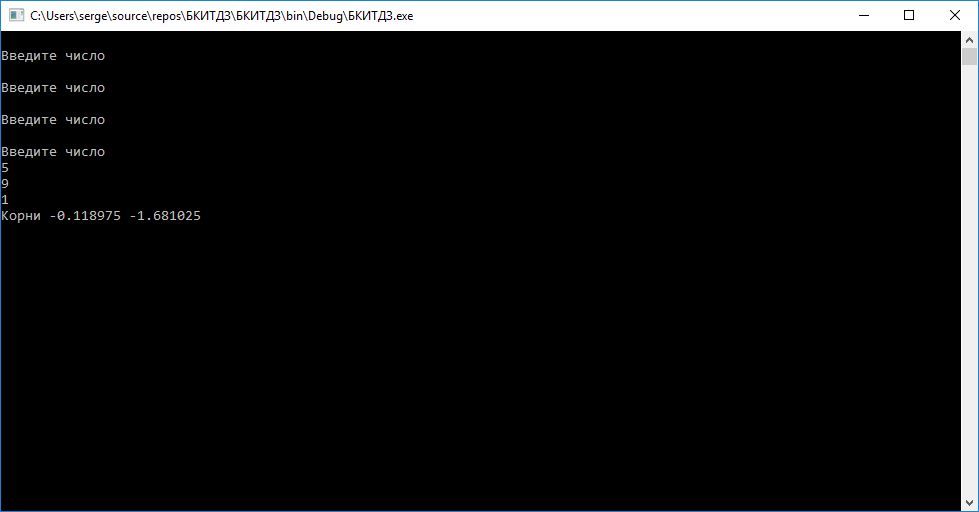 C:\Users\serge\source\repos\БКИТДЗ\БКИТДЗ\bin\Debug\БКИТДЗ.exe
Введите число
Введите число
Введите число
Введите число
5
9
1
Корни -0.118975 -1.681025